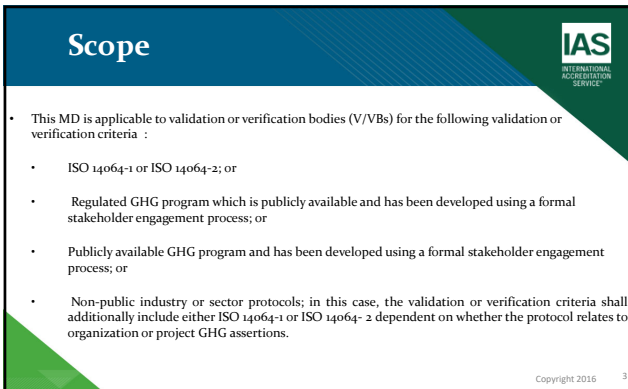 Scope
IAS
INTERNATIONAL
ACCREDITATION
SERVICE®
• This MD is applicable to validation or verification bodies (V/VBs) for the following validation or
verification criteria :
• ISO 14064-1 or ISO 14064-2; or
• Regulated GHG program which is publicly available and has been developed using a formal
stakeholder engagement process; or
• Publicly available GHG program and has been developed using a formal stakeholder engagement
process; or
• Non-public industry or sector protocols; in this case, the validation or verification criteria shall
additionally include either ISO 14064-1 or ISO 14064- 2 dependent on whether the protocol relates to
organization or project GHG assertions.
Copyright 2016 3